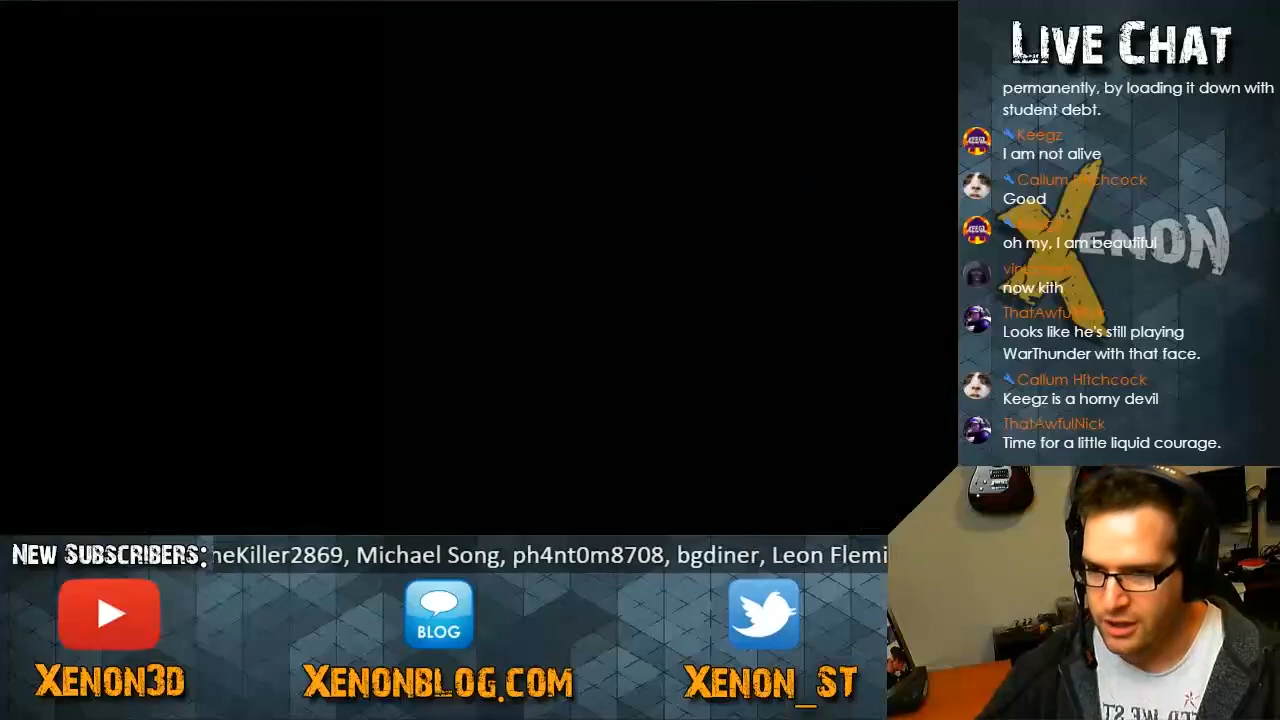 LIVE CHAT
permanently, by loading it down with
student debt.
Keegz
I am not alive
Callum Hitchcock
Good
oh my, I am beautiful
now kith
ThatAwfulNick
Looks like he's still playing
WarThunder with that face.
Callum Hitchcock
Keegz is a horny devil
ThatAwfulNick
Time for a little liquid courage.
XENON
NEW SUBSCRIBERS: heKiller2869, Michael Song, ph4nt0m8708, bgdiner, Leon Flemi
BLOG
XENON3D
XENONBLOG.COM
XENON_ST